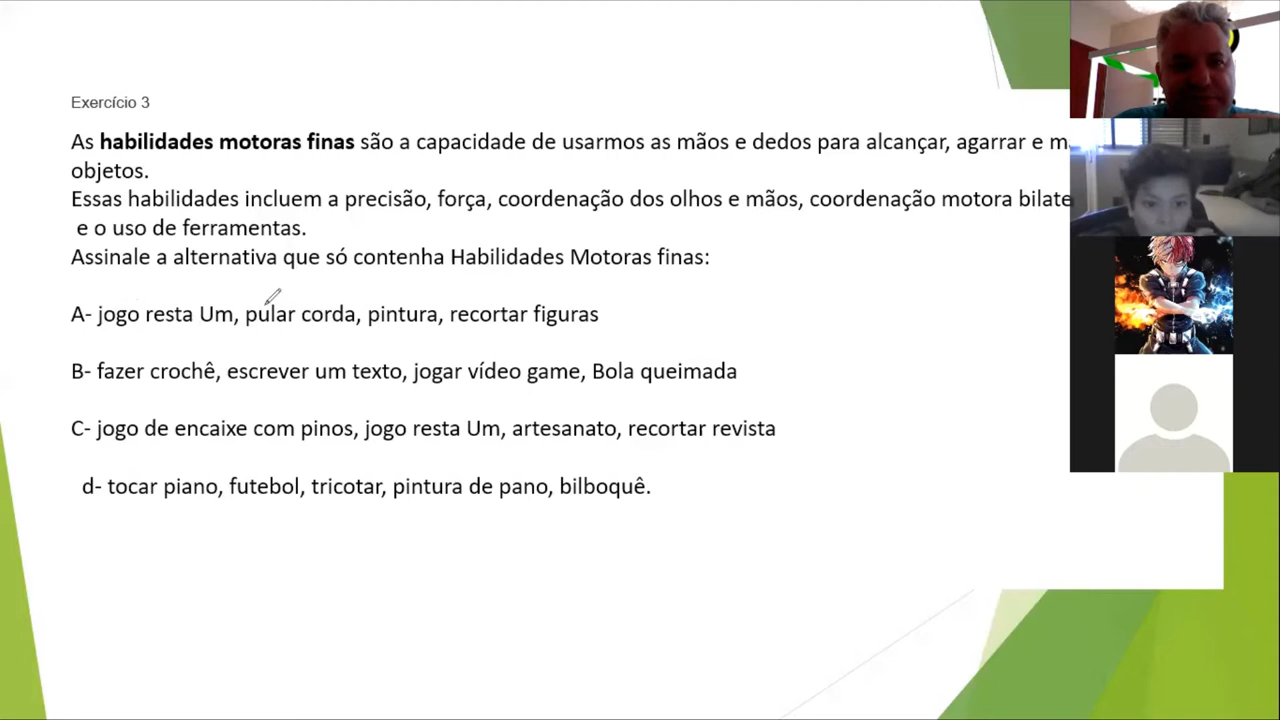 Exercício 3
As habilidades motoras finas são a capacidade de usarmos as mãos e dedos para alcançar, agarrar e
objetos.
Essas habilidades incluem a precisão, força, coordenação dos olhos e mãos, coordenação motora
e o uso de ferramentas.
Assinale a alternativa que só contenha Habilidades Motoras finas:
A- jogo resta Um, pular corda, pintura, recortar figuras
B- fazer crochê, escrever um texto, jogar vídeo game, Bola queimada
C- jogo de encaixe com pinos, jogo resta Um, artesanato, recortar revista
d- tocar piano, futebol, tricotar, pintura de pano, bilboquê.